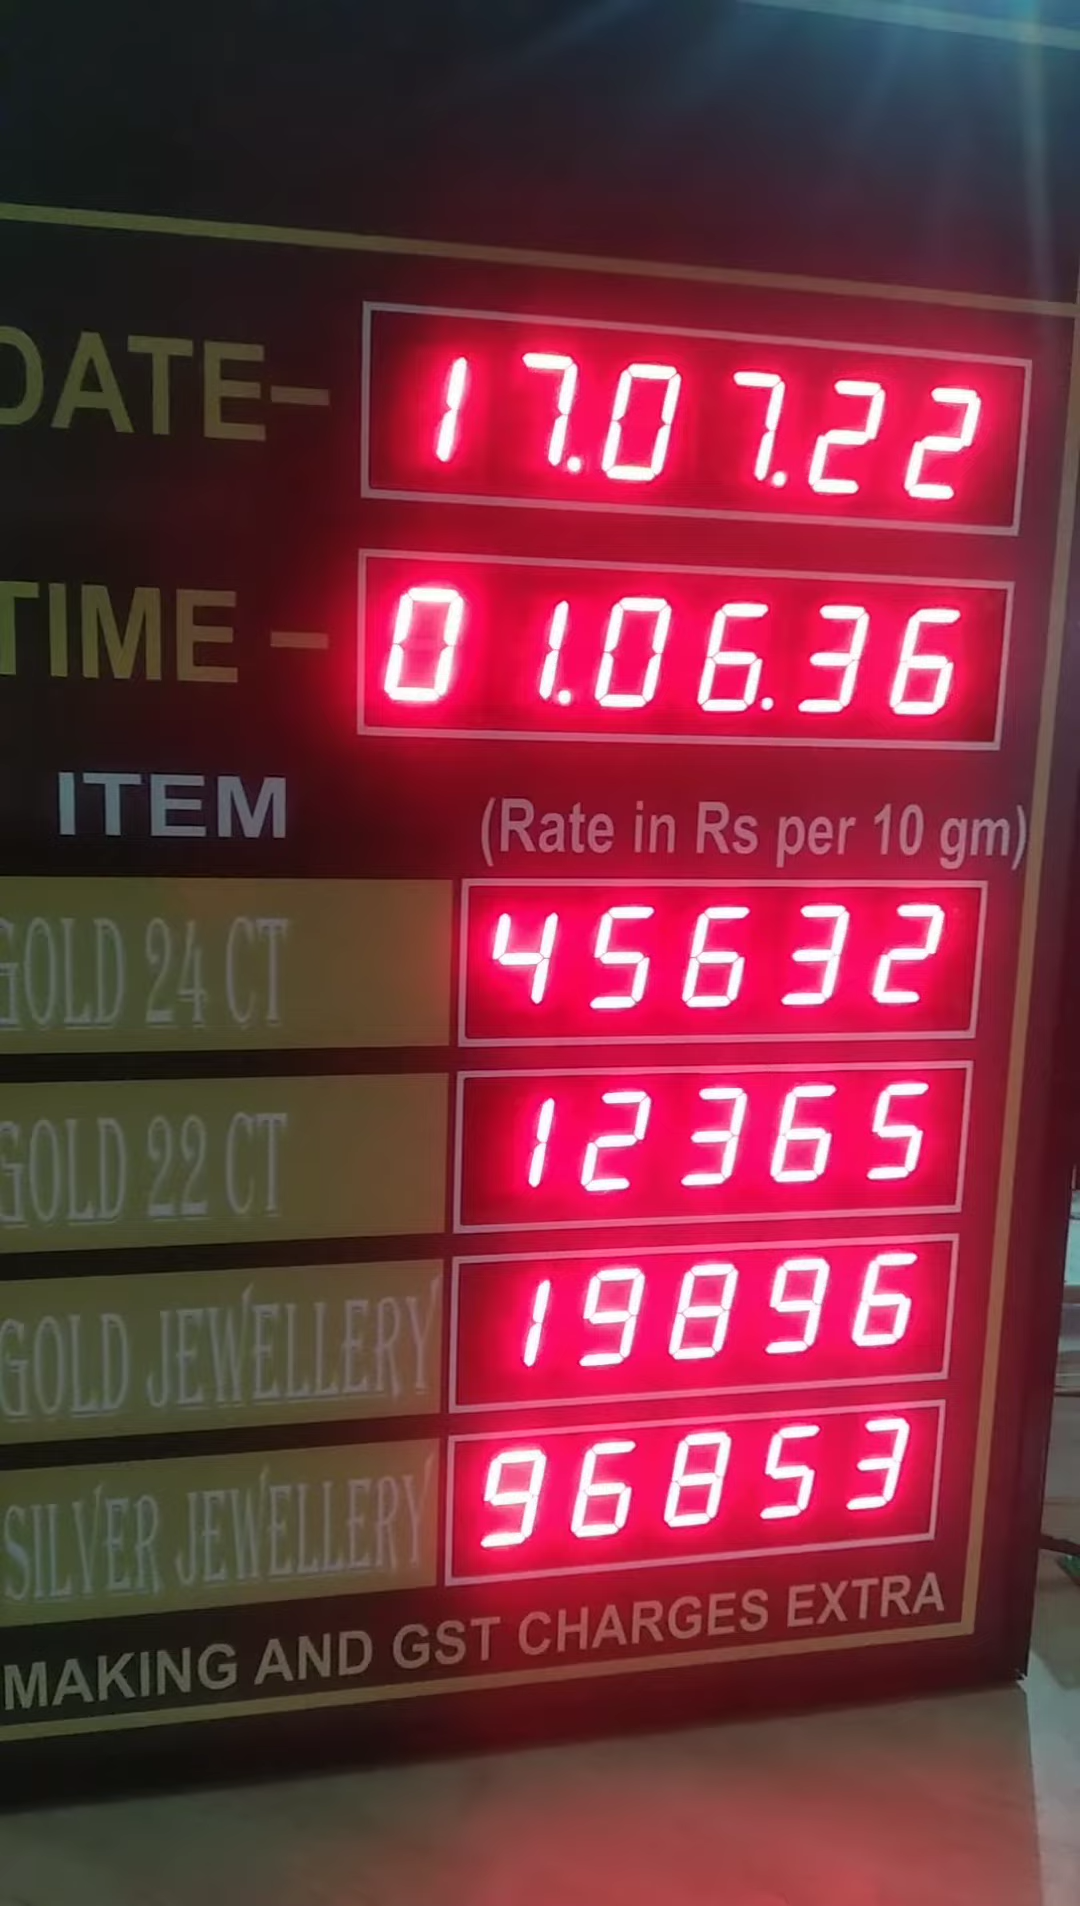 DATE- 17.07.22
TIME - 01.06.36
ITEM (Rate in Rs per 10 gm)
GOLD 24 CT 45632
GOLD 22 CT 12365
GOLD JEWELLERY 19896
SILVER JEWELLERY 96853
MAKING AND GST CHARGES EXTRA